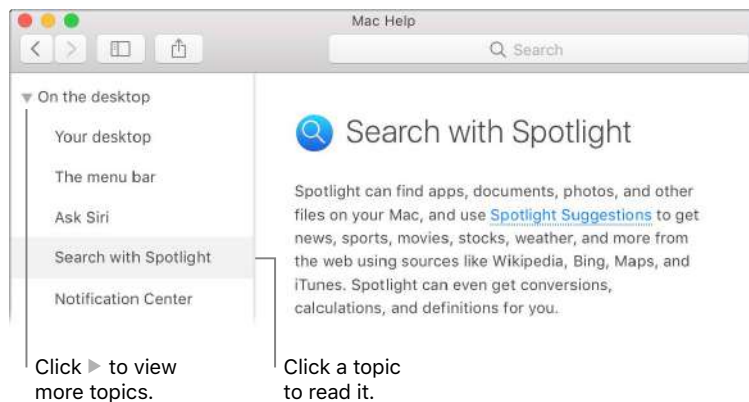 Mac Help
Search
On the desktop
Your desktop
The menu bar
Ask Siri
Search with Spotlight
Notification Center
Search with Spotlight
Spotlight can find apps, documents, photos, and other
files on your Mac, and use Spotlight Suggestions to get
news, sports, movies, stocks, weather, and more from
the web using sources like Wikipedia, Bing, Maps, and
iTunes. Spotlight can even get conversions,
calculations, and definitions for you.
Click ▶ to view
more topics.
Click a topic
to read it.